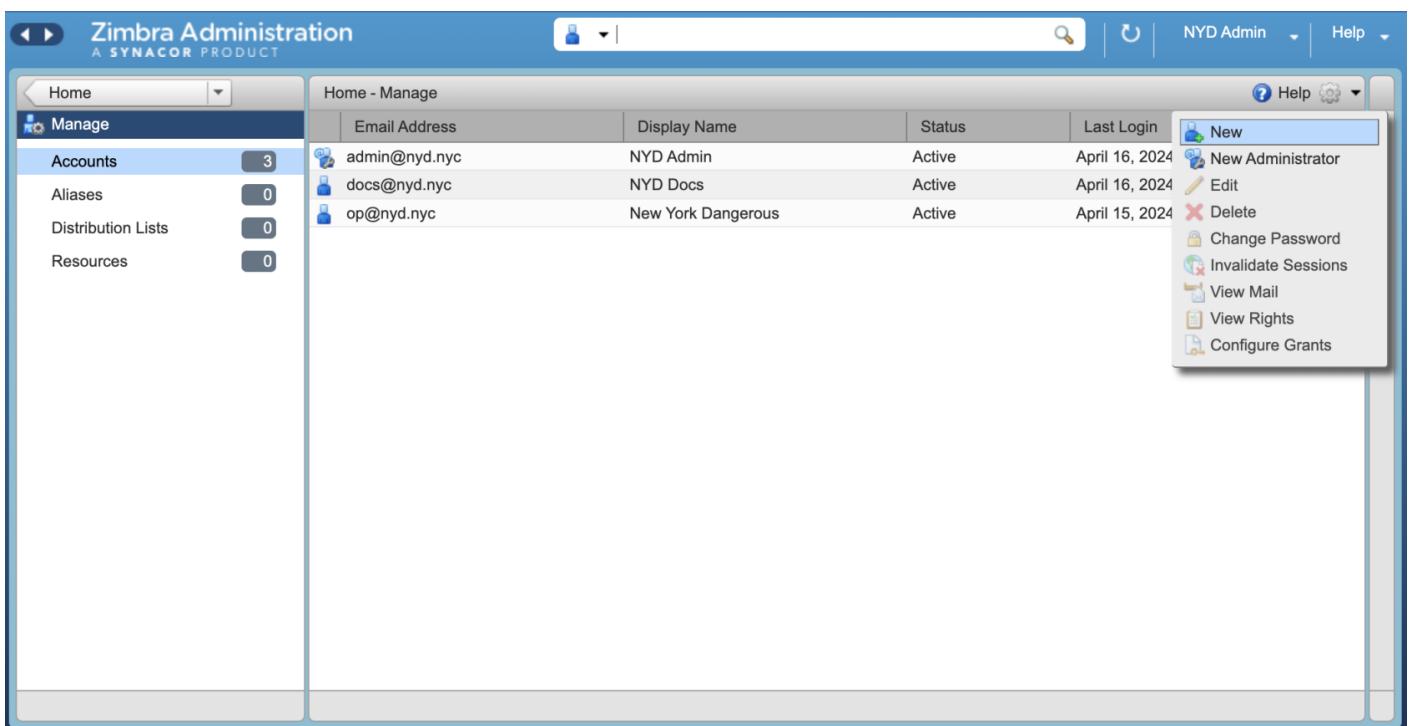 Zimbra Administration
A SYNACOR PRODUCT
NYD Admin
Help
Home
Home - Manage
Help
Manage
Email Address Display Name Status Last Login
Accounts 3
Aliases 0
Distribution Lists 0
Resources 0
admin@nyd.nyc NYD Admin Active April 16, 2024
docs@nyd.nyc NYD Docs Active April 16, 2024
op@nyd.nyc New York Dangerous Active April 15, 2024
New
New Administrator
Edit
Delete
Change Password
Invalidate Sessions
View Mail
View Rights
Configure Grants